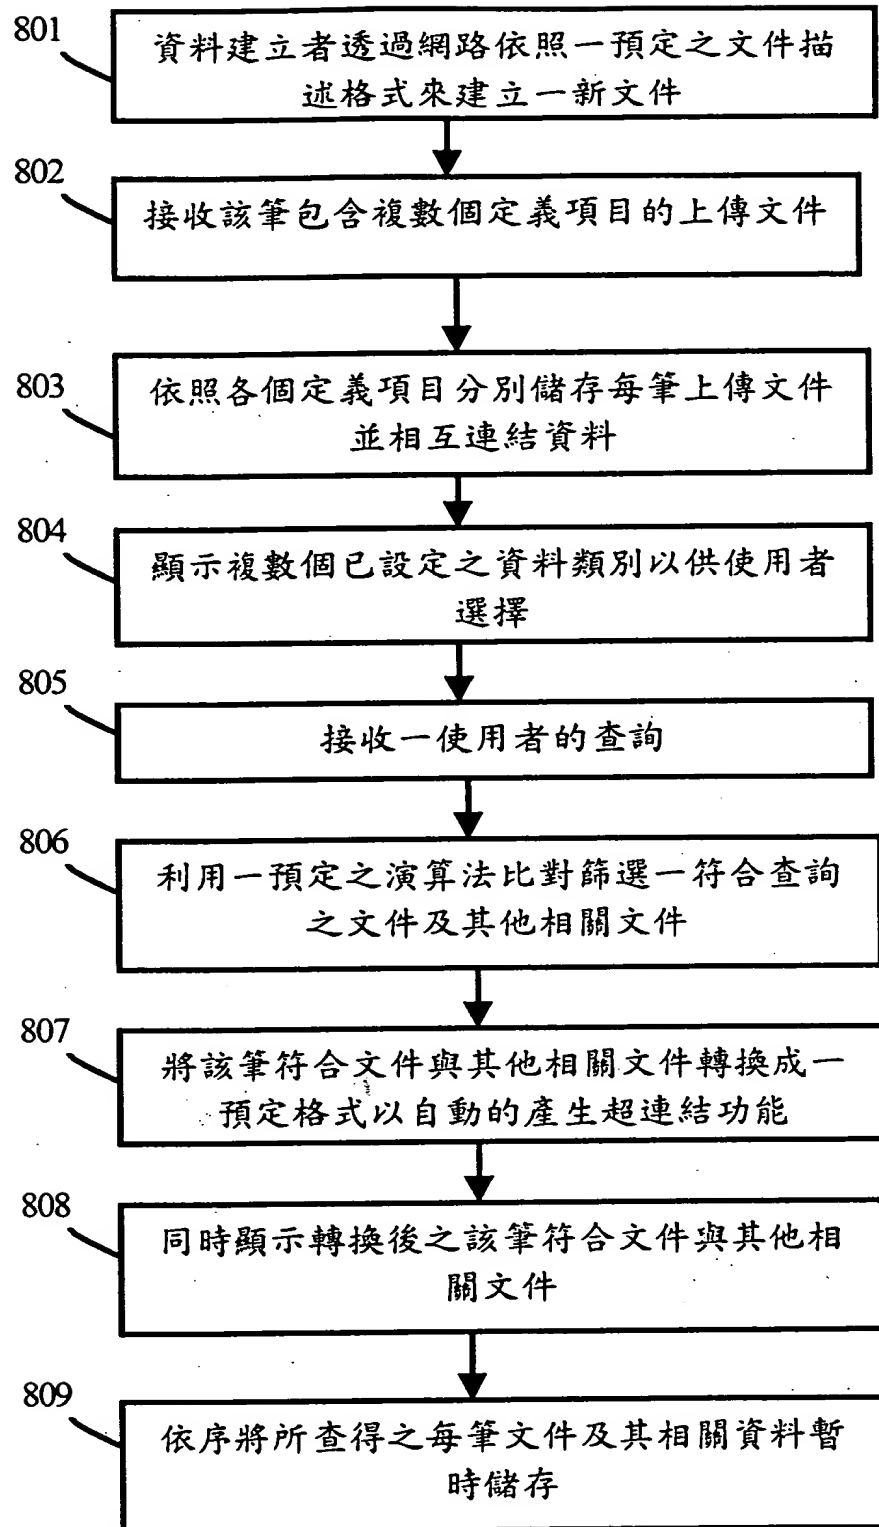 801
資料建立者透過網路依照一預定之文件描
述格式來建立一新文件
802
接收該筆包含複數個定義項目的上傳文件
803
依照各個定義項目分別儲存每筆上傳文件
並相互連結資料
804
顯示複數個已設定之資料類別以供使用者
選擇
805
接收一使用者的查詢
806
利用一預定之演算法比對篩選一符合查詢
之文件及其他相關文件
807
將該筆符合文件與其他相關文件轉換成一
預定格式以自動的產生超連結功能
808
同時顯示轉換後之該筆符合文件與其他相
關文件
809
依序將所查得之每筆文件及其相關資料暫
時儲存